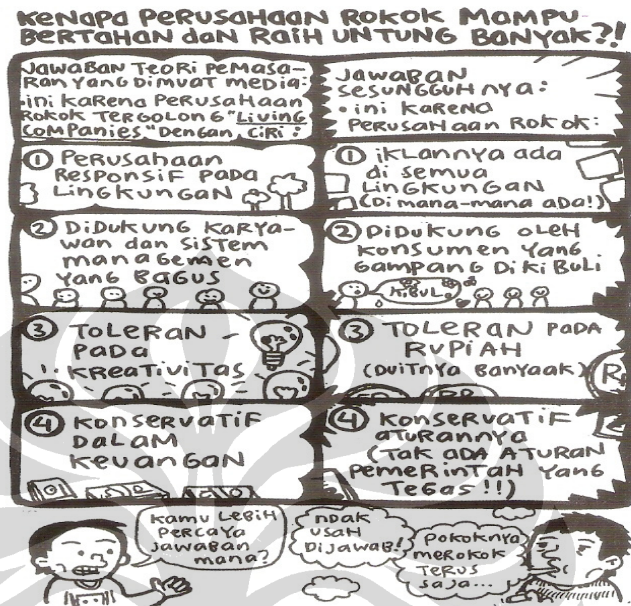 KENAPA PERUSAHAAN ROKOK MAMPU
BERTAHAN dan RAIH UNTUNG BANYAK?!
JAWABAN TEORI PEMASA-
RAN YANG DIMUAT MEDIA:
•INI KARENA PERUSAHAAN
ROKOK TERGOLONG "LIVING
COMPANIES" DENGAN CIRI:
① PERUSAHAAN
RESPONSIF PADA
LINGKUNGAN
② DIDUKUNG KARYA-
WAN dan SISTEM
MANAGEMEN
YANG BAGUS
③ TOLERAN -
PADA
KREATIVITAS
④ KONSERVATIF
DALAM
KEUANGAN
JAWABAN
SESUNGGUHNYA:
• INI KARENA
PERUSAHAAN ROKOK:
① IKLANNYA ADA
di SEMUA
LINGKUNGAN
(DIMANA-MANA ADA!)
② DIDUKUNG OLEH
KONSUMEN YANG
GAMPANG DIKIBULI
KIBUL
③ TOLERAN PADA
RUPIAH
(DUITNYA BANYAAK)
R
④ KONSERVATIF
ATURANNYA
(TAK ADA ATURAN
PEMERINTAH YANG
TEGAS!!)
KAMU LEBIH
PERCAYA
JAWABAN
MANA?
NDAK
USAH
DIJAWAB!
POKOKNYA
MEROKOK
TERUS
SAJA...